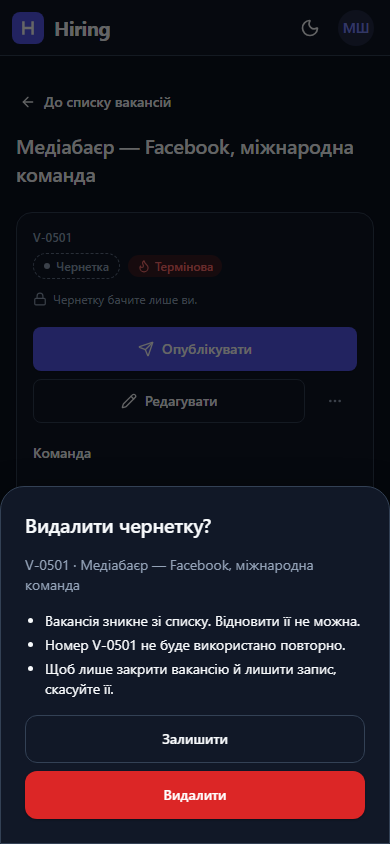 H Hiring МШ
До списку вакансій
Медіабаєр — Facebook, міжнародна
команда
V-0501
Чернетка Термінова
Чернетку бачите лише ви.
Опублікувати
Редагувати ...
Команда
Видалити чернетку?
V-0501 · Медіабаєр — Facebook, міжнародна
команда
• Вакансія зникне зі списку. Відновити її не можна.
• Номер V-0501 не буде використано повторно.
• Щоб лише закрити вакансію й лишити запис,
скасуйте її.
Залишити
Видалити